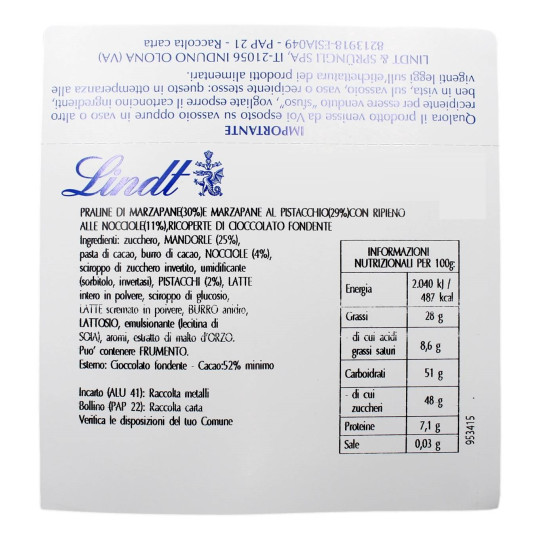 IMPORTANTE
Qualora il prodotto venisse da Voi esposto su vassoio oppure in vaso o altro
recipiente per essere venduto "sfuso", vogliate esporre il cartoncino ingredienti,
ben in vista, sul vassoio, vaso o recipiente stesso: questo in ottemperanza alle
vigenti leggi sull'etichettatura dei prodotti alimentari.
LINDT & SPRÜNGLI SPA, IT-21056 INDUNO OLONA (VA)
8213918-ESIA049 - PAP 21 - Raccolta carta
Lindt
PRALINE DI MARZAPANE(30%)E MARZAPANE AL PISTACCHIO(29%)CON RIPIENO
ALLE NOCCIOLE(11%),RICOPERTE DI CIOCCOLATO FONDENTE
Ingredienti: zucchero, MANDORLE (25%),
pasta di cacao, burro di cacao, NOCCIOLE (4%),
sciroppo di zucchero invertito, umidificante
(sorbitolo, invertasi), PISTACCHI (2%), LATTE
intero in polvere, sciroppo di glucosio,
LATTE scremato in polvere, BURRO anidro,
LATTOSIO, emulsionante (lecitina di
SOIA), aromi, estratto di malto d'ORZO.
Puo' contenere FRUMENTO.
Esterno: Cioccolato fondente - Cacao:52% minimo
Incarto (ALU 41): Raccolta metalli
Bollino (PAP 22): Raccolta carta
Verifica le disposizioni del tuo Comune
INFORMAZIONI
NUTRIZIONALI PER 100g:
Energia 2.040 kJ /
487 kcal
Grassi 28 g
di cui acidi
grassi saturi 8,6 g
Carboidrati 51 g
- di cui
zuccheri 48 g
Proteine 7,1 g
Sale 0,03 g
953415